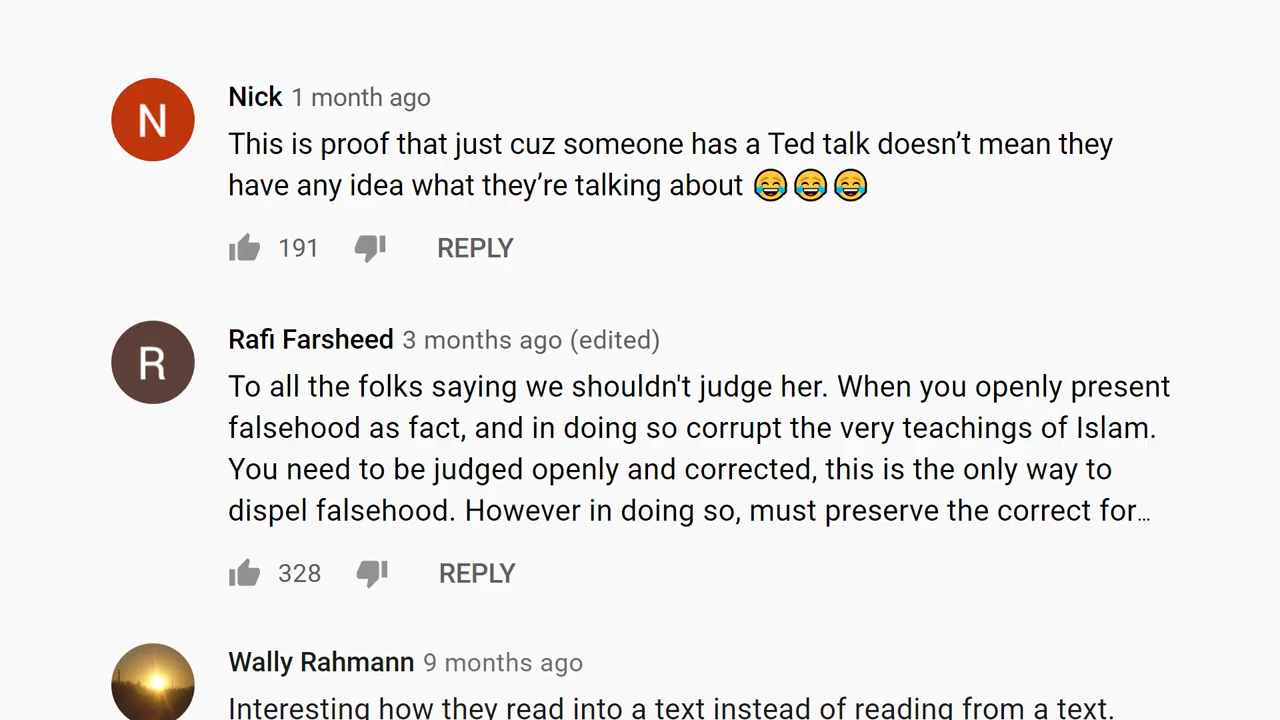 N
Nick 1 month ago
This is proof that just cuz someone has a Ted talk doesn’t mean they
have any idea what they’re talking about 😂😂😂
191 REPLY
R
Rafi Farsheed 3 months ago (edited)
To all the folks saying we shouldn't judge her. When you openly present
falsehood as fact, and in doing so corrupt the very teachings of Islam.
You need to be judged openly and corrected, this is the only way to
dispel falsehood. However in doing so, must preserve the correct for…
328 REPLY
Wally Rahmann 9 months ago
Interesting how they read into a text instead of reading from a text.